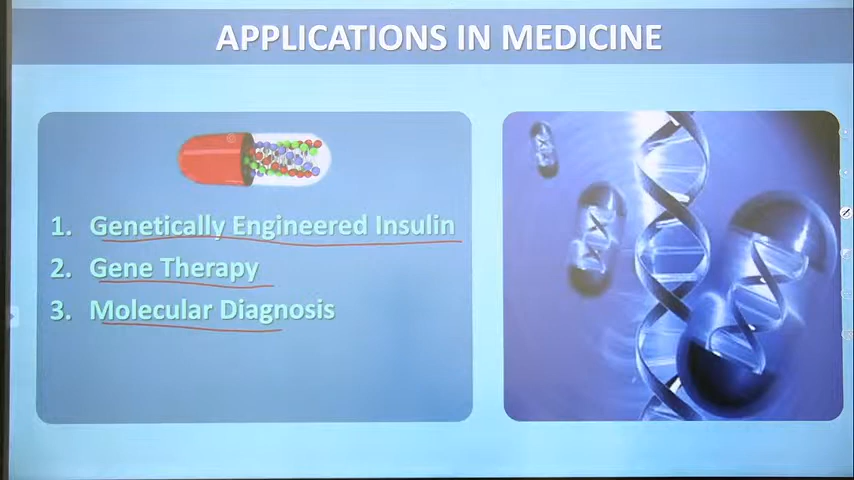 APPLICATIONS IN MEDICINE
1. Genetically Engineered Insulin
2. Gene Therapy
3. Molecular Diagnosis